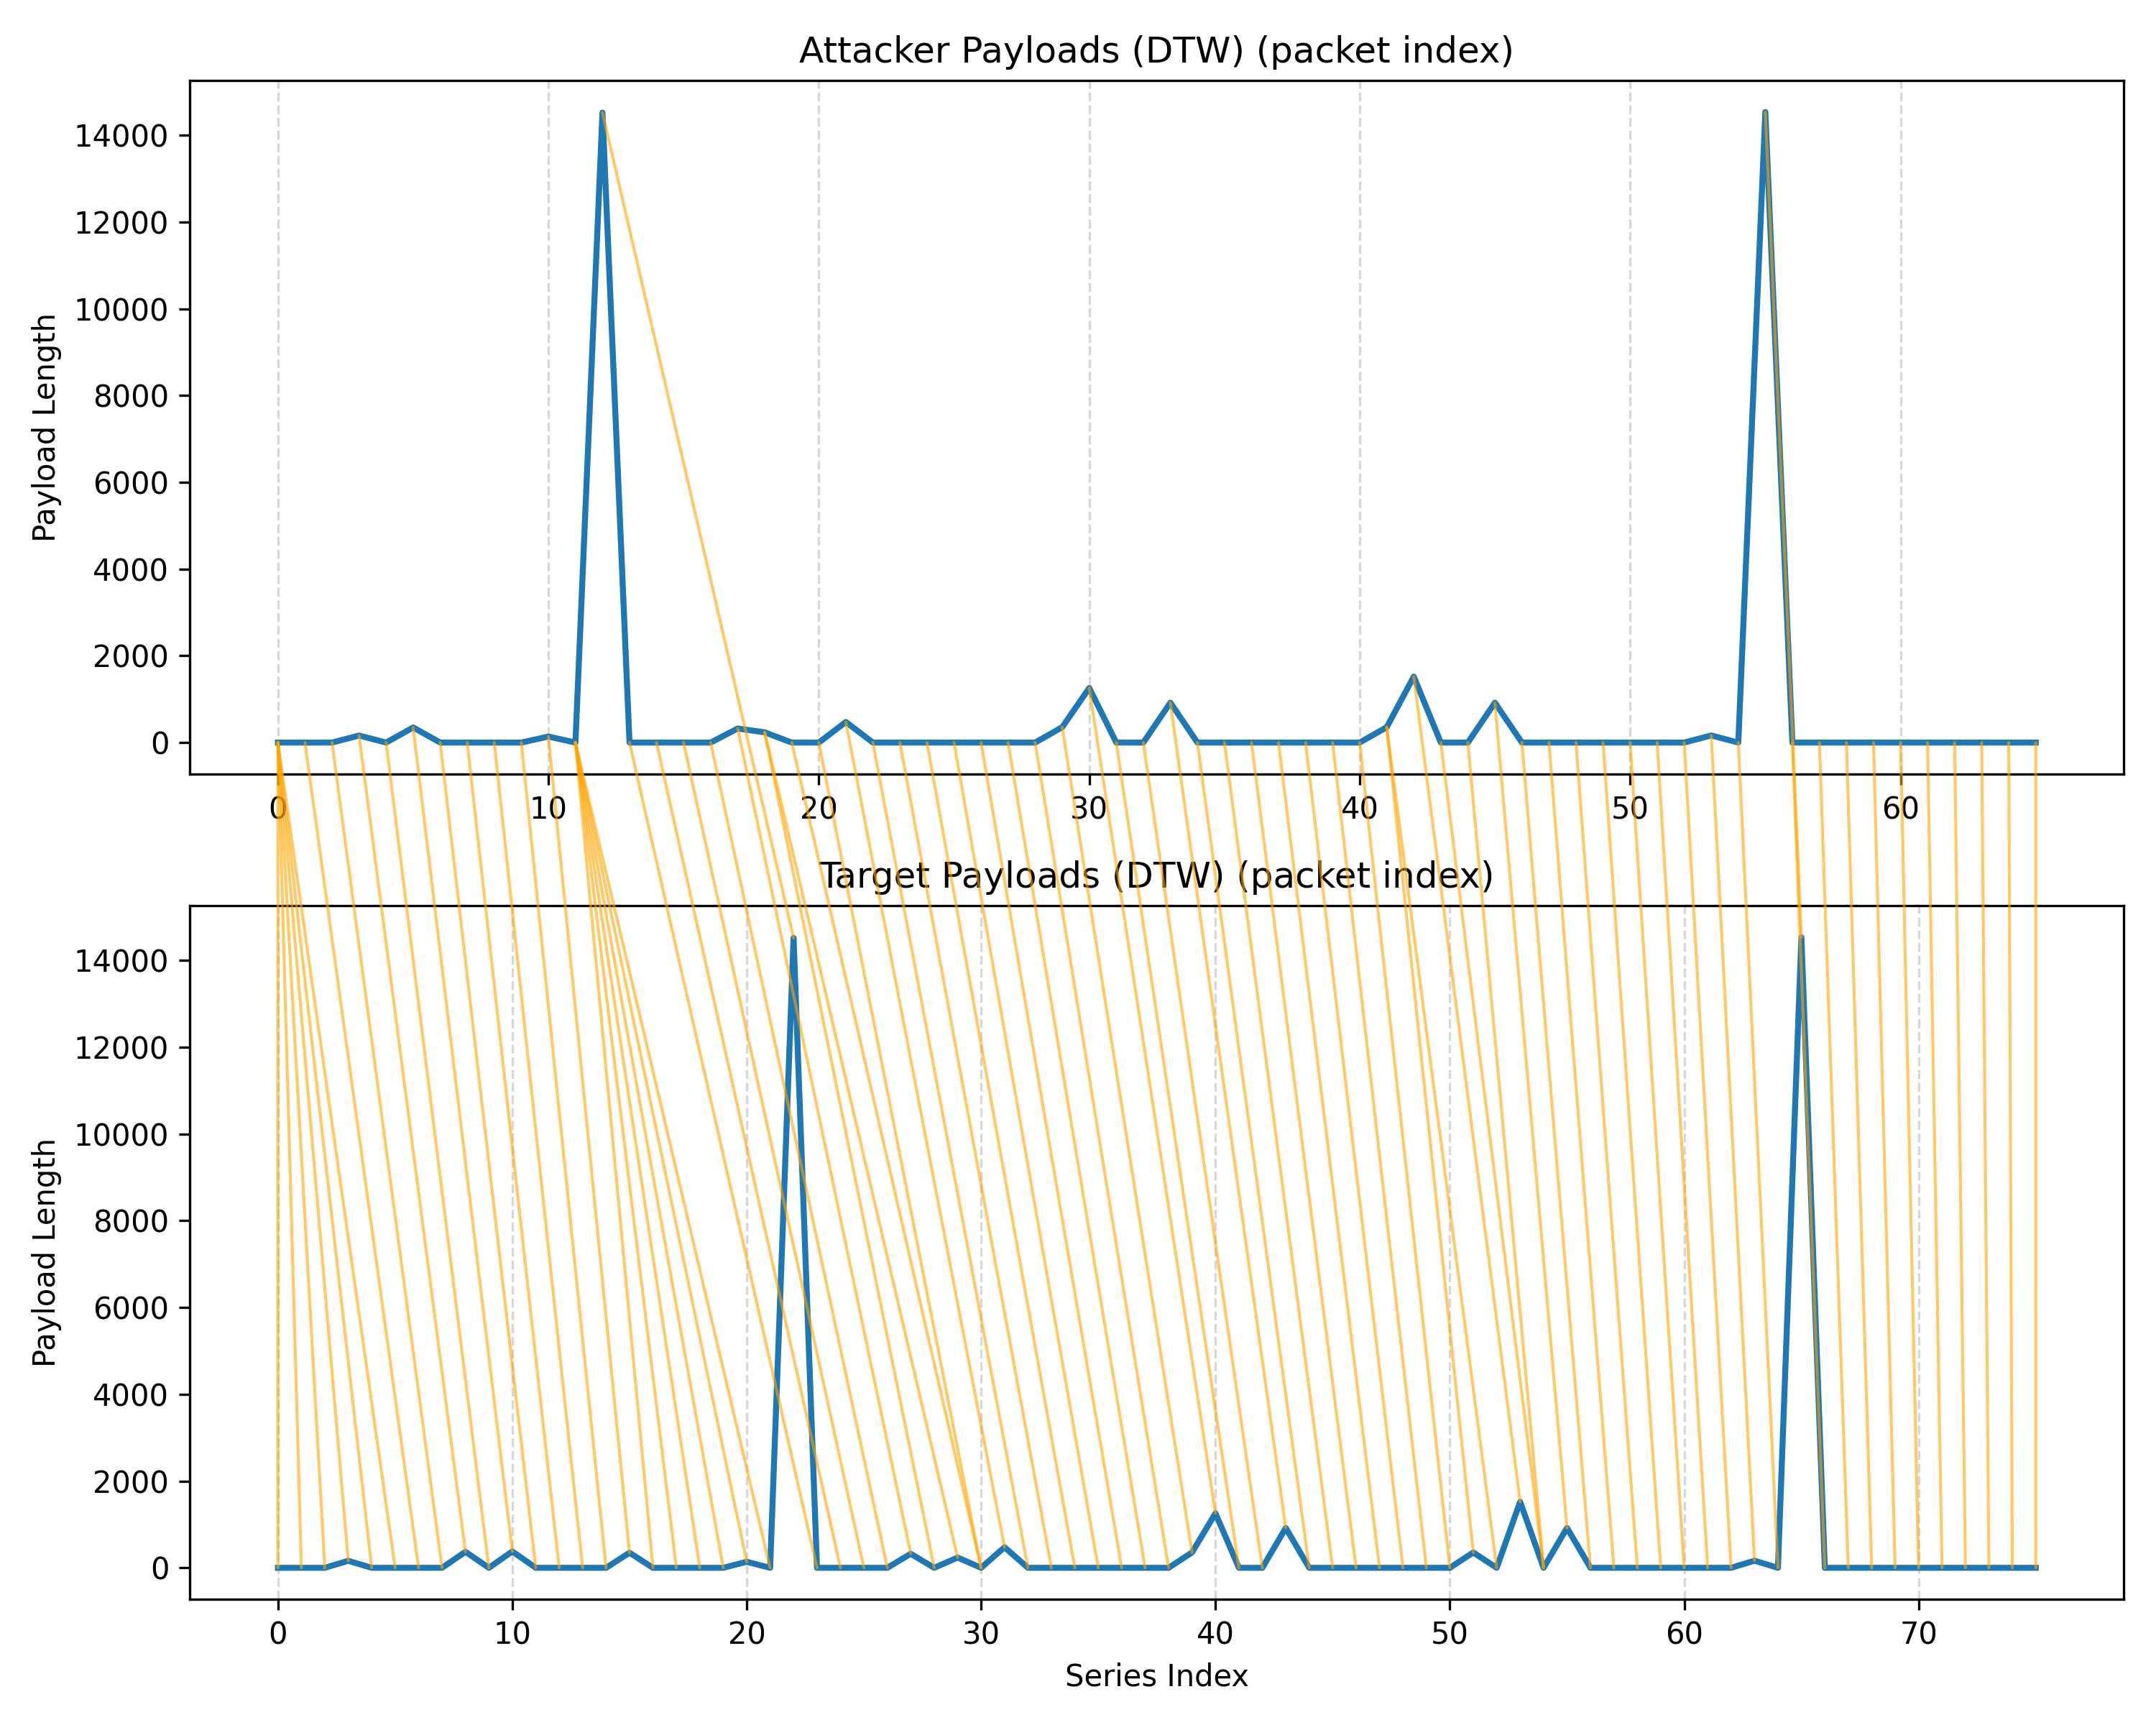 Attacker Payloads (DTW) (packet index)
Payload Length
14000
12000
10000
8000
6000
4000
2000
0
0 10 20 30 40 50 60
Target Payloads (DTW) (packet index)
Payload Length
14000
12000
10000
8000
6000
4000
2000
0
0 10 20 30 40 50 60 70
Series Index